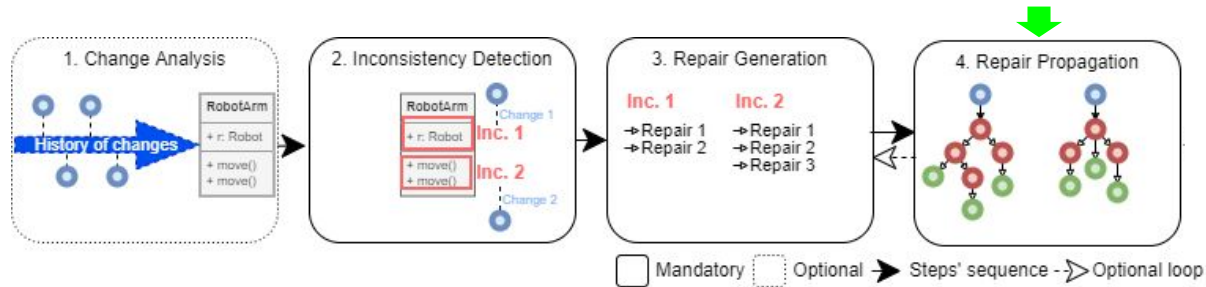 1. Change Analysis
RobotArm
+ r: Robot
+ move()
+ move()
History of changes
2. Inconsistency Detection
RobotArm
Change 1
+ r: Robot
Inc. 1
+ move()
+ move()
Inc. 2
Change 2
3. Repair Generation
Inc. 1
Repair 1
Repair 2
Inc. 2
Repair 1
Repair 2
Repair 3
4. Repair Propagation
Mandatory
Optional
Steps' sequence
Optional loop